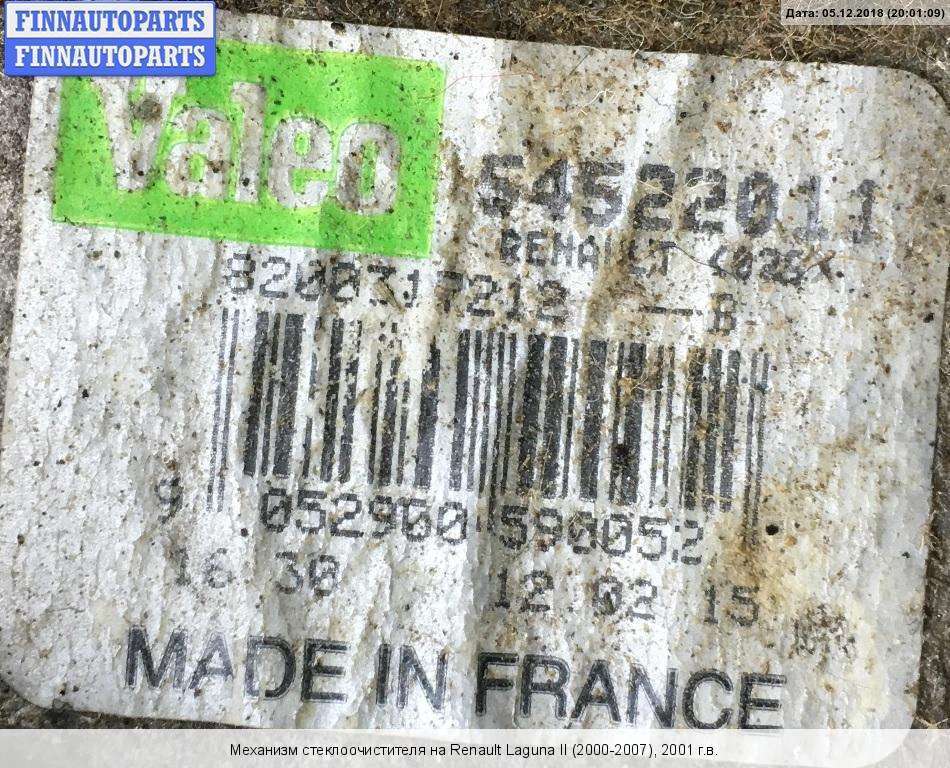 FINNAUTOPARTS
FINNAUTOPARTS
Дата: 05.12.2018 (20:01:09)
Valeo
54522011
RENAULT
8200317212 B
9 052960 590052
16 30 12.02 15
MADE IN FRANCE
Механизм стеклоочистителя на Renault Laguna II (2000-2007), 2001 г.в.